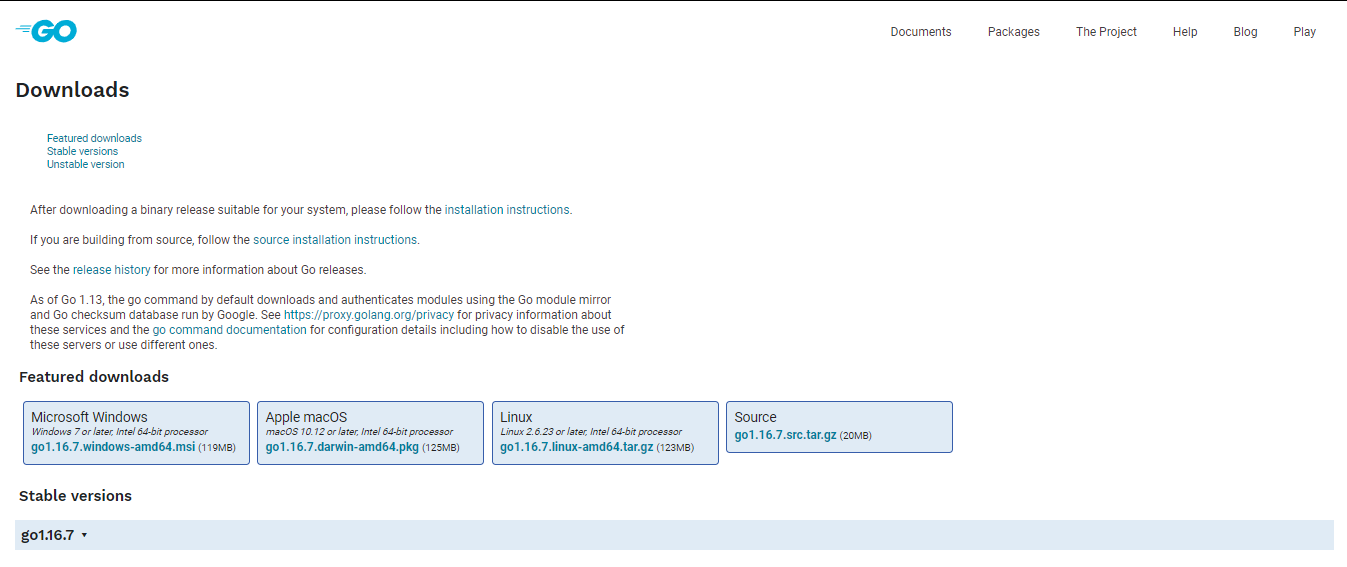 GO
Documents Packages The Project Help Blog Play
Downloads
Featured downloads
Stable versions
Unstable version
After downloading a binary release suitable for your system, please follow the installation instructions.
If you are building from source, follow the source installation instructions.
See the release history for more information about Go releases.
As of Go 1.13, the go command by default downloads and authenticates modules using the Go module mirror
and Go checksum database run by Google. See https://proxy.golang.org/privacy for privacy information about
these services and the go command documentation for configuration details including how to disable the use of
these servers or use different ones.
Featured downloads
Microsoft Windows
Windows 7 or later, Intel 64-bit processor
go1.16.7.windows-amd64.msi (119MB)
Apple macOS
macOS 10.12 or later, Intel 64-bit processor
go1.16.7.darwin-amd64.pkg (125MB)
Linux
Linux 2.6.23 or later, Intel 64-bit processor
go1.16.7.linux-amd64.tar.gz (123MB)
Source
go1.16.7.src.tar.gz (20MB)
Stable versions
go1.16.7 ▾